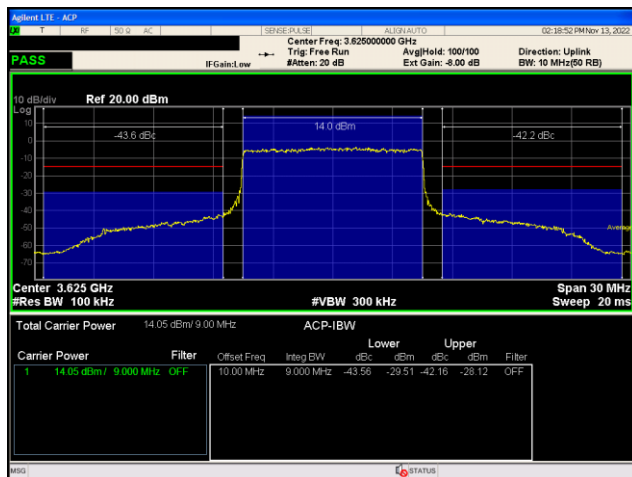 Agilent LTE - ACP
T RF 50 Ω AC SENSE:PULSE ALIGN AUTO 02:18:52 PM Nov 13, 2022
Center Freq: 3.625000000 GHz
Trig: Free Run Avg|Hold: 100/100 Direction: Uplink
PASS IFGain:Low #Atten: 20 dB Ext Gain: -8.00 dB BW: 10 MHz(50 RB)
10 dB/div Ref 20.00 dBm
Log
10
-43.6 dBc 14.0 dBm -42.2 dBc
0
-10
-20
-30
-40
-50
Average
-60
-70
Center 3.625 GHz Span 30 MHz
#Res BW 100 kHz #VBW 300 kHz Sweep 20 ms
Total Carrier Power 14.05 dBm/ 9.00 MHz ACP-IBW
Lower Upper
Carrier Power Filter Offset Freq Integ BW dBc dBm dBc dBm Filter
1 14.05 dBm / 9.000 MHz OFF 10.00 MHz 9.000 MHz -43.56 -29.51 -42.16 -28.12 OFF
MSG STATUS